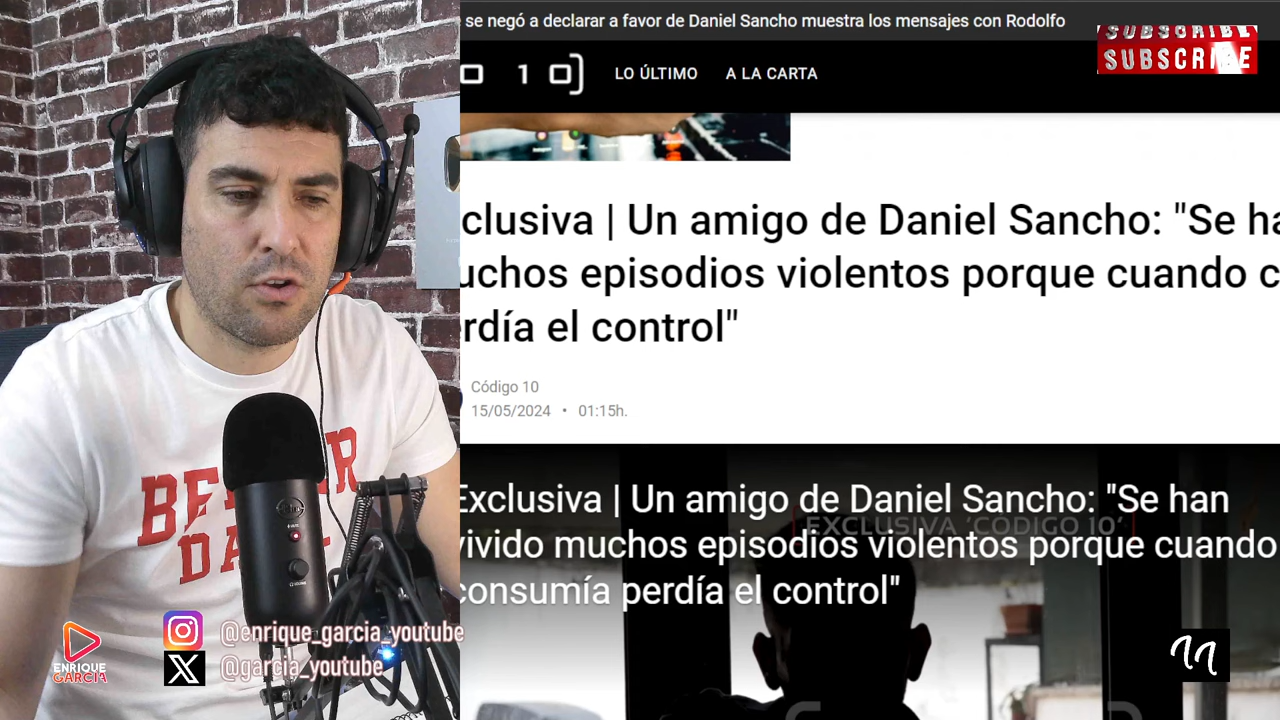 se negó a declarar a favor de Daniel Sancho muestra los mensajes con Rodolfo
SUBSCRIBE
SUBSCRIBE
O 10
LO ÚLTIMO
A LA CARTA
clusiva | Un amigo de Daniel Sancho: "Se ha
uchos episodios violentos porque cuando c
rdía el control"
Código 10
15/05/2024 • 01:15h.
EXCLUSIVA 'CÓDIGO 10'
Exclusiva | Un amigo de Daniel Sancho: "Se han
vivido muchos episodios violentos porque cuando
consumía perdía el control"
@enrique_garcia_youtube
@garcia_youtube
ENRIQUE
GARCIA